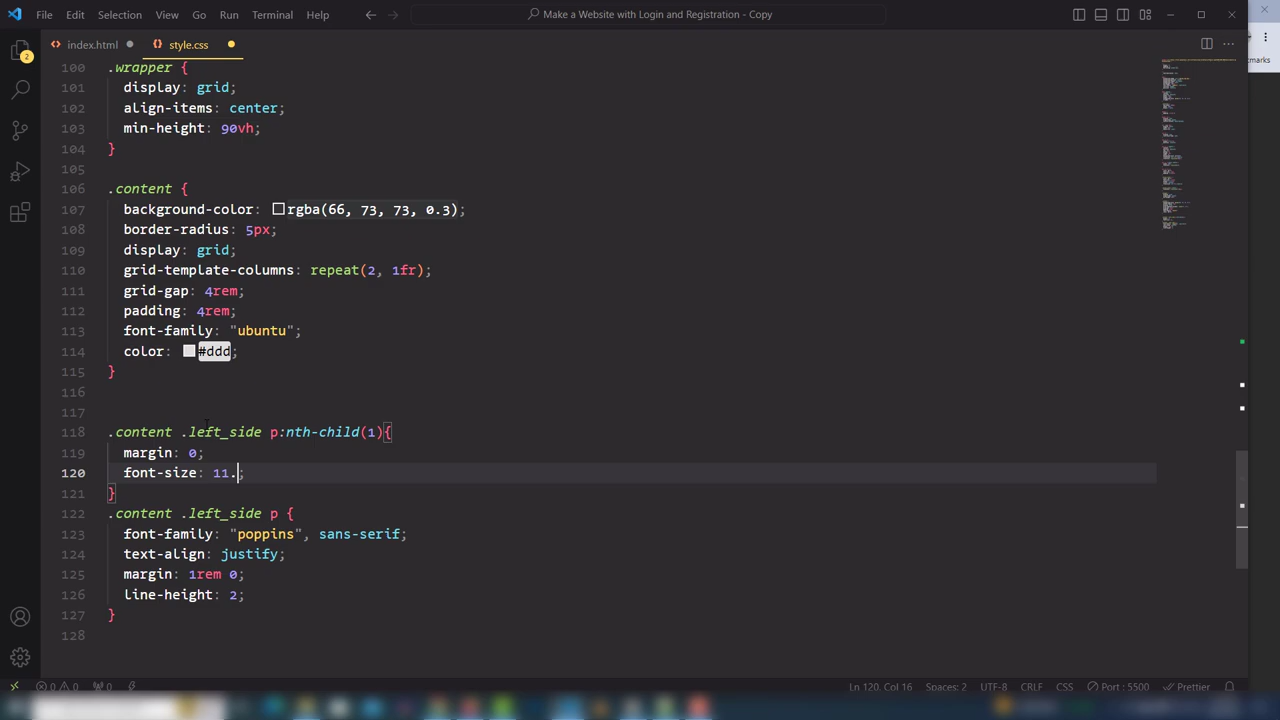 File Edit Selection View Go Run Terminal Help
Make a Website with Login and Registration - Copy
index.html
style.css
2
100 .wrapper {
101 display: grid;
102 align-items: center;
103 min-height: 90vh;
104 }
105
106 .content {
107 background-color: rgba(66, 73, 73, 0.3);
108 border-radius: 5px;
109 display: grid;
110 grid-template-columns: repeat(2, 1fr);
111 grid-gap: 4rem;
112 padding: 4rem;
113 font-family: "ubuntu";
114 color: #ddd;
115 }
116
117
118 .content .left_side p:nth-child(1){
119 margin: 0;
120 font-size: 11.;
121 }
122 .content .left_side p {
123 font-family: "poppins", sans-serif;
124 text-align: justify;
125 margin: 1rem 0;
126 line-height: 2;
127 }
128
0 0 0 Ln 120, Col 16 Spaces: 2 UTF-8 CRLF CSS Port : 5500 Prettier